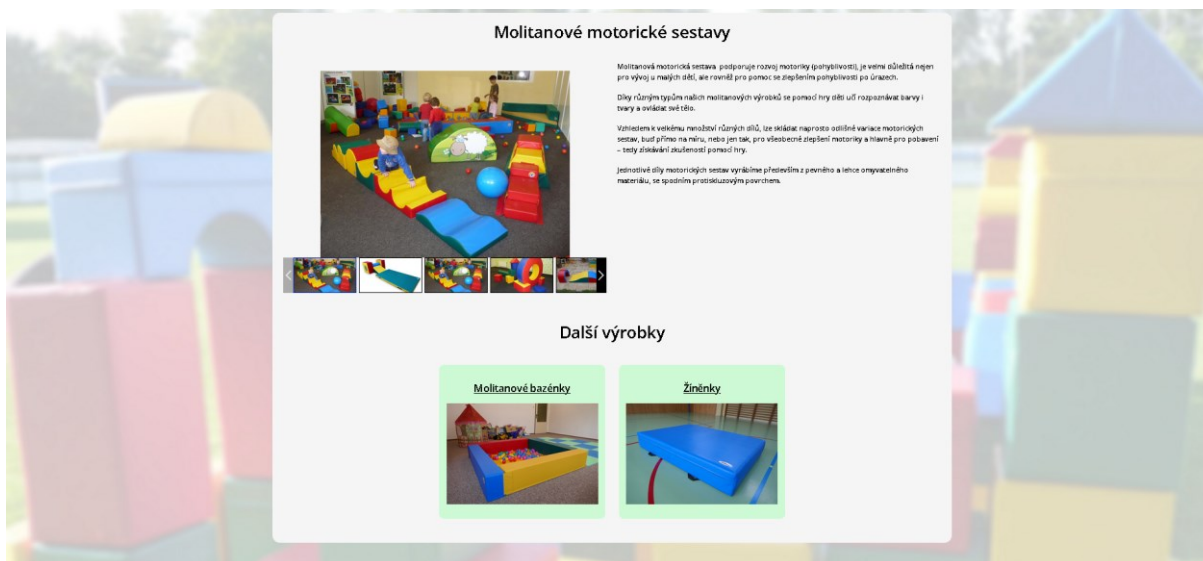 Molitanové motorické sestavy
Molitanová motorická sestava podporuje rozvoj motoriky (pohyblivosti), je velmi důležitá nejen
pro vývoj u malých dětí, ale rovněž pro pomoc se zlepšením pohyblivosti po úrazech.
Díky různým typům našich molitanových výrobků se pomocí hry děti učí rozpoznávat barvy i
tvary a ovládat své tělo.
Vzhledem k velkému množství různých dílů, lze skládat naprosto odlišné variace motorických
sestav, buď přímo na míru, nebo jen tak, pro všeobecné zlepšení motoriky a hlavně pro pobavení
– tedy získávání zkušeností pomocí hry.
Jednotlivé díly motorických sestav vyrábíme především z pevného a lehce omyvatelného
materiálu, se spodním protiskluzovým povrchem.
Další výrobky
Molitanové bazénky
Žíněnky